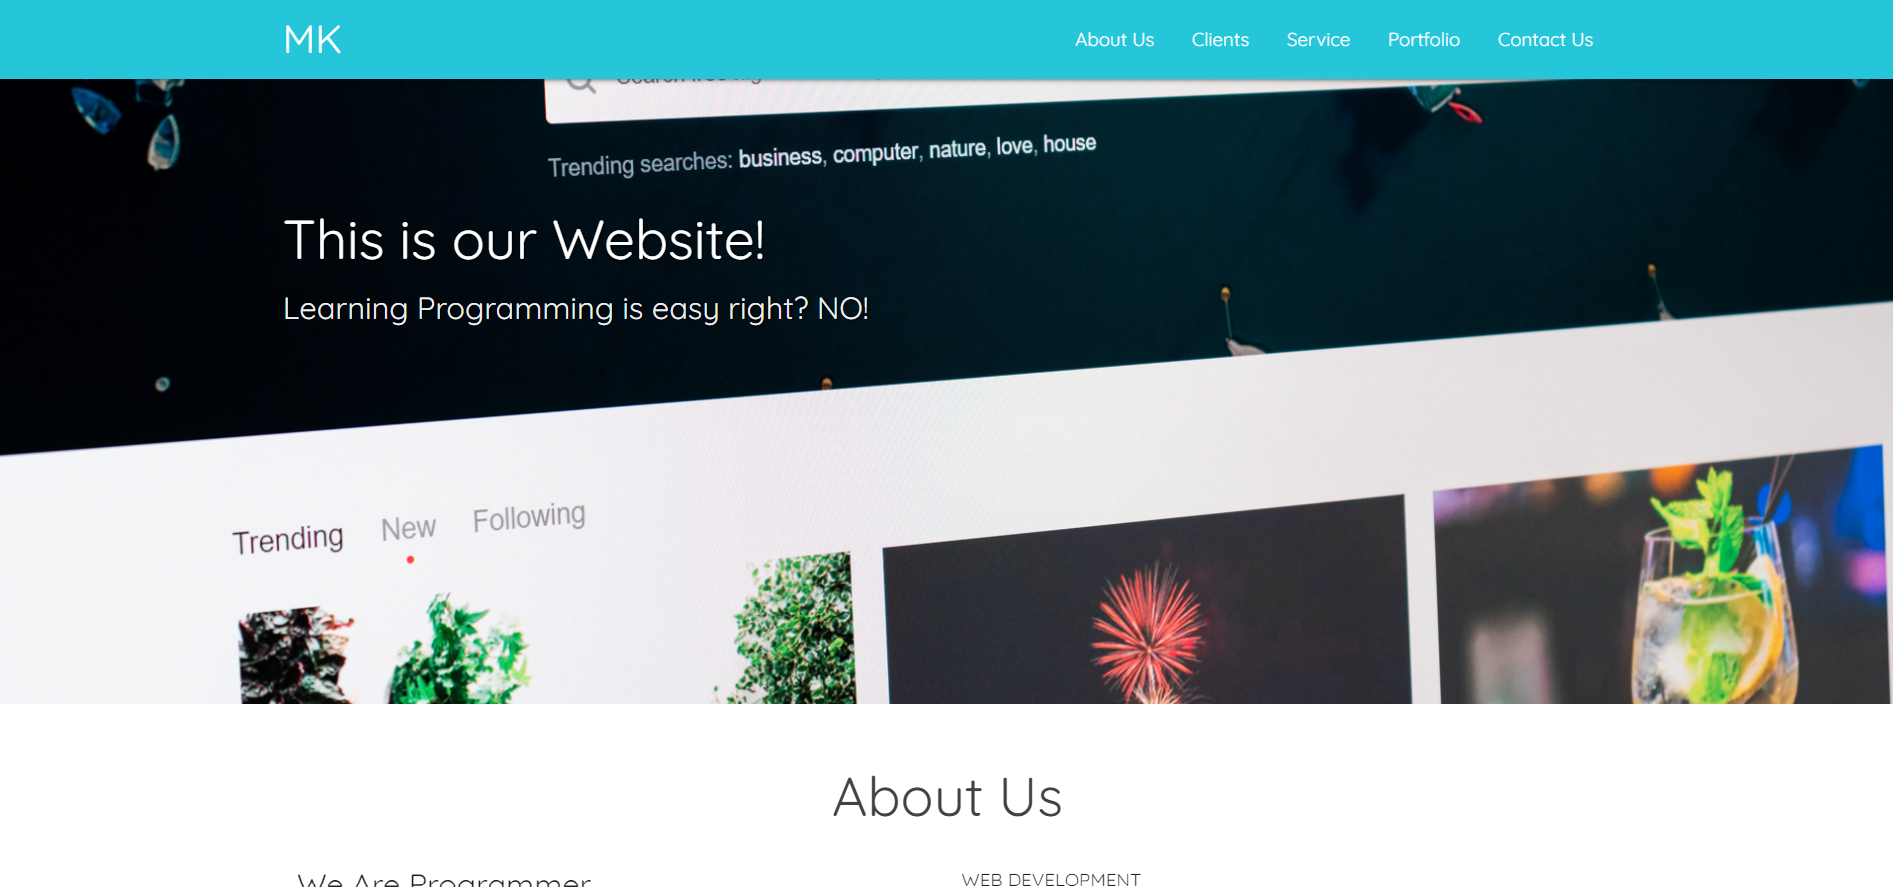 MK
About Us Clients Service Portfolio Contact Us
Trending searches: business, computer, nature, love, house
This is our Website!
Learning Programming is easy right? NO!
Trending New Following
About Us
We Are Programmer
WEB DEVELOPMENT